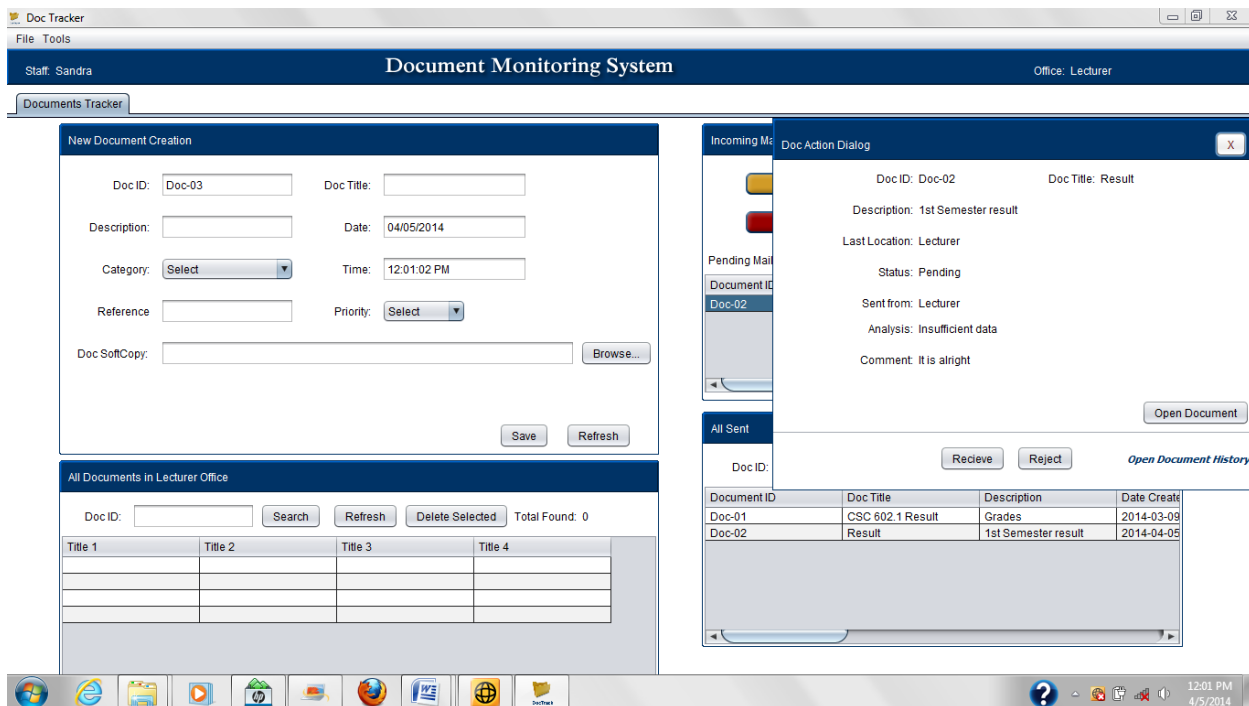 Doc Tracker
File Tools
Staff: Sandra
Document Monitoring System
Office: Lecturer
Documents Tracker
New Document Creation
Doc ID: Doc-03
Doc Title:
Description:
Date: 04/05/2014
Category: Select
Time: 12:01:02 PM
Reference
Priority: Select
Doc SoftCopy:
Browse...
Save Refresh
All Documents in Lecturer Office
Doc ID:
Search Refresh Delete Selected Total Found: 0
Title 1 Title 2 Title 3 Title 4
Incoming Ma
Pending Mail
Document ID
Doc-02
Doc Action Dialog
X
Doc ID: Doc-02 Doc Title: Result
Description: 1st Semester result
Last Location: Lecturer
Status: Pending
Sent from: Lecturer
Analysis: Insufficient data
Comment: It is alright
Open Document
Recieve Reject Open Document History
All Sent
Doc ID:
Document ID Doc Title Description Date Create
Doc-01 CSC 602.1 Result Grades 2014-03-09
Doc-02 Result 1st Semester result 2014-04-05
hp
W
DocTrack
?
12:01 PM
4/5/2014